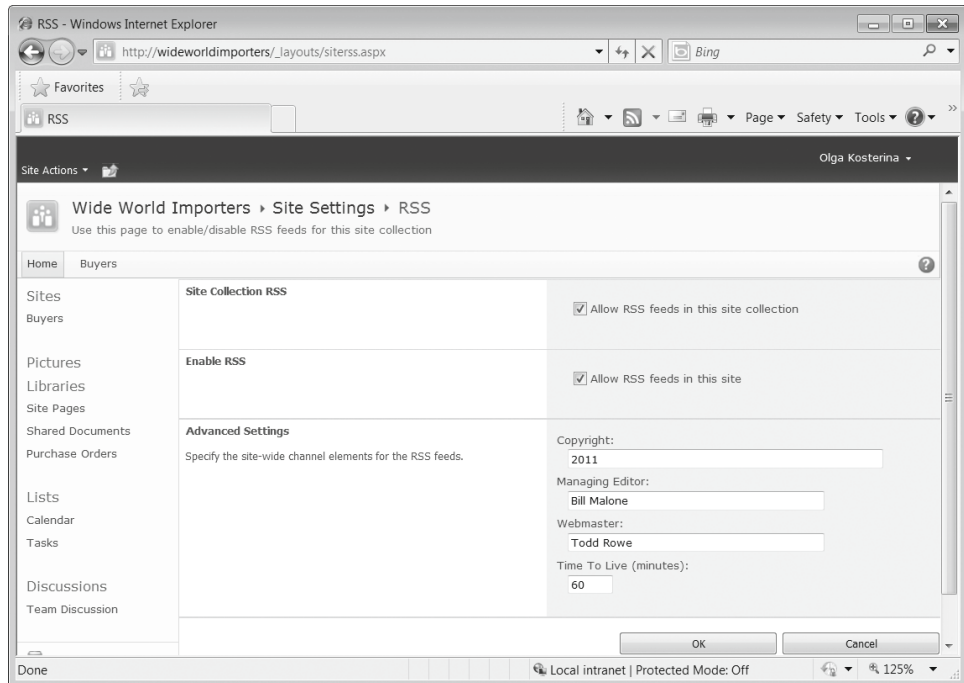 RSS - Windows Internet Explorer
http://wideworldimporters/_layouts/siterss.aspx
Bing
Favorites
RSS
Page
Safety
Tools
Olga Kosterina
Site Actions
Wide World Importers ▸ Site Settings ▸ RSS
Use this page to enable/disable RSS feeds for this site collection
Home
Buyers
Sites
Buyers
Pictures
Libraries
Site Pages
Shared Documents
Purchase Orders
Lists
Calendar
Tasks
Discussions
Team Discussion
Site Collection RSS
Allow RSS feeds in this site collection
Enable RSS
Allow RSS feeds in this site
Advanced Settings
Specify the site-wide channel elements for the RSS feeds.
Copyright:
2011
Managing Editor:
Bill Malone
Webmaster:
Todd Rowe
Time To Live (minutes):
60
OK
Cancel
Done
Local intranet | Protected Mode: Off
125%